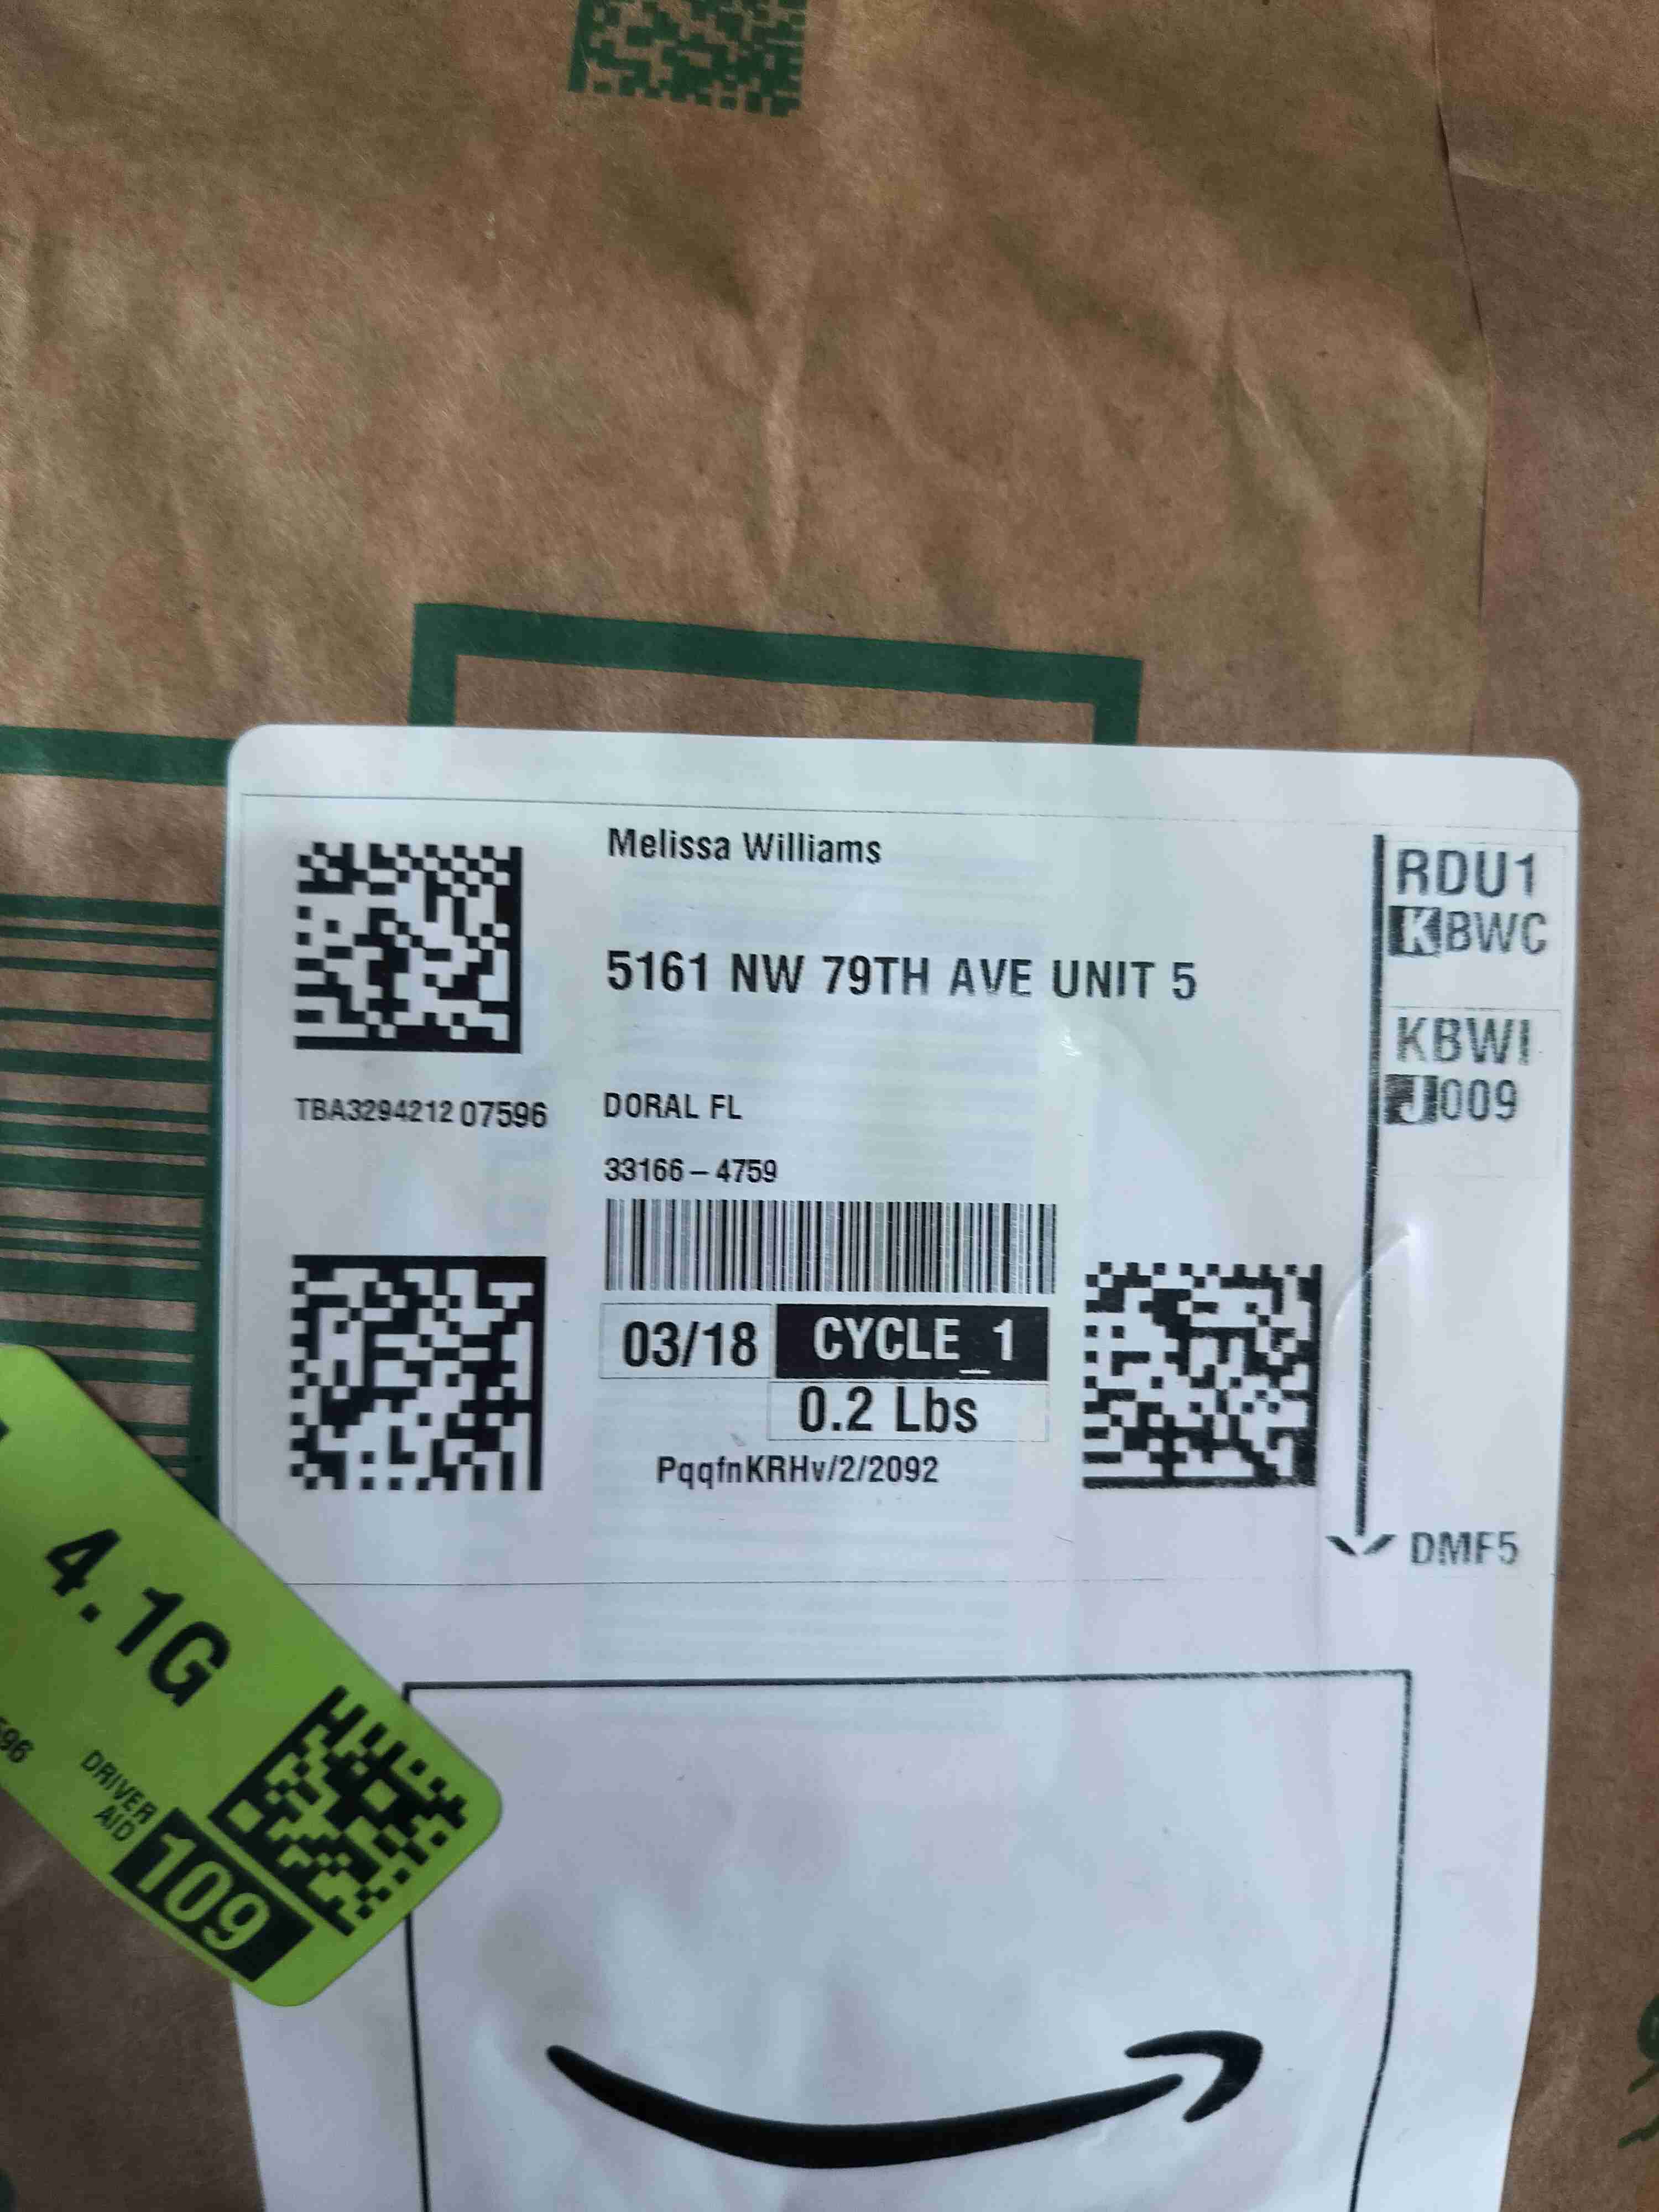 Melissa Williams
5161 NW 79TH AVE UNIT 5
TBA329421207596
DORAL FL
33166-4759
03/18 CYCLE_1
0.2 Lbs
PqqfnKRHv/2/2092
RDU1
KBWC
KBWI
J009
DMF5
4.1G
596
DRIVER
AID
109